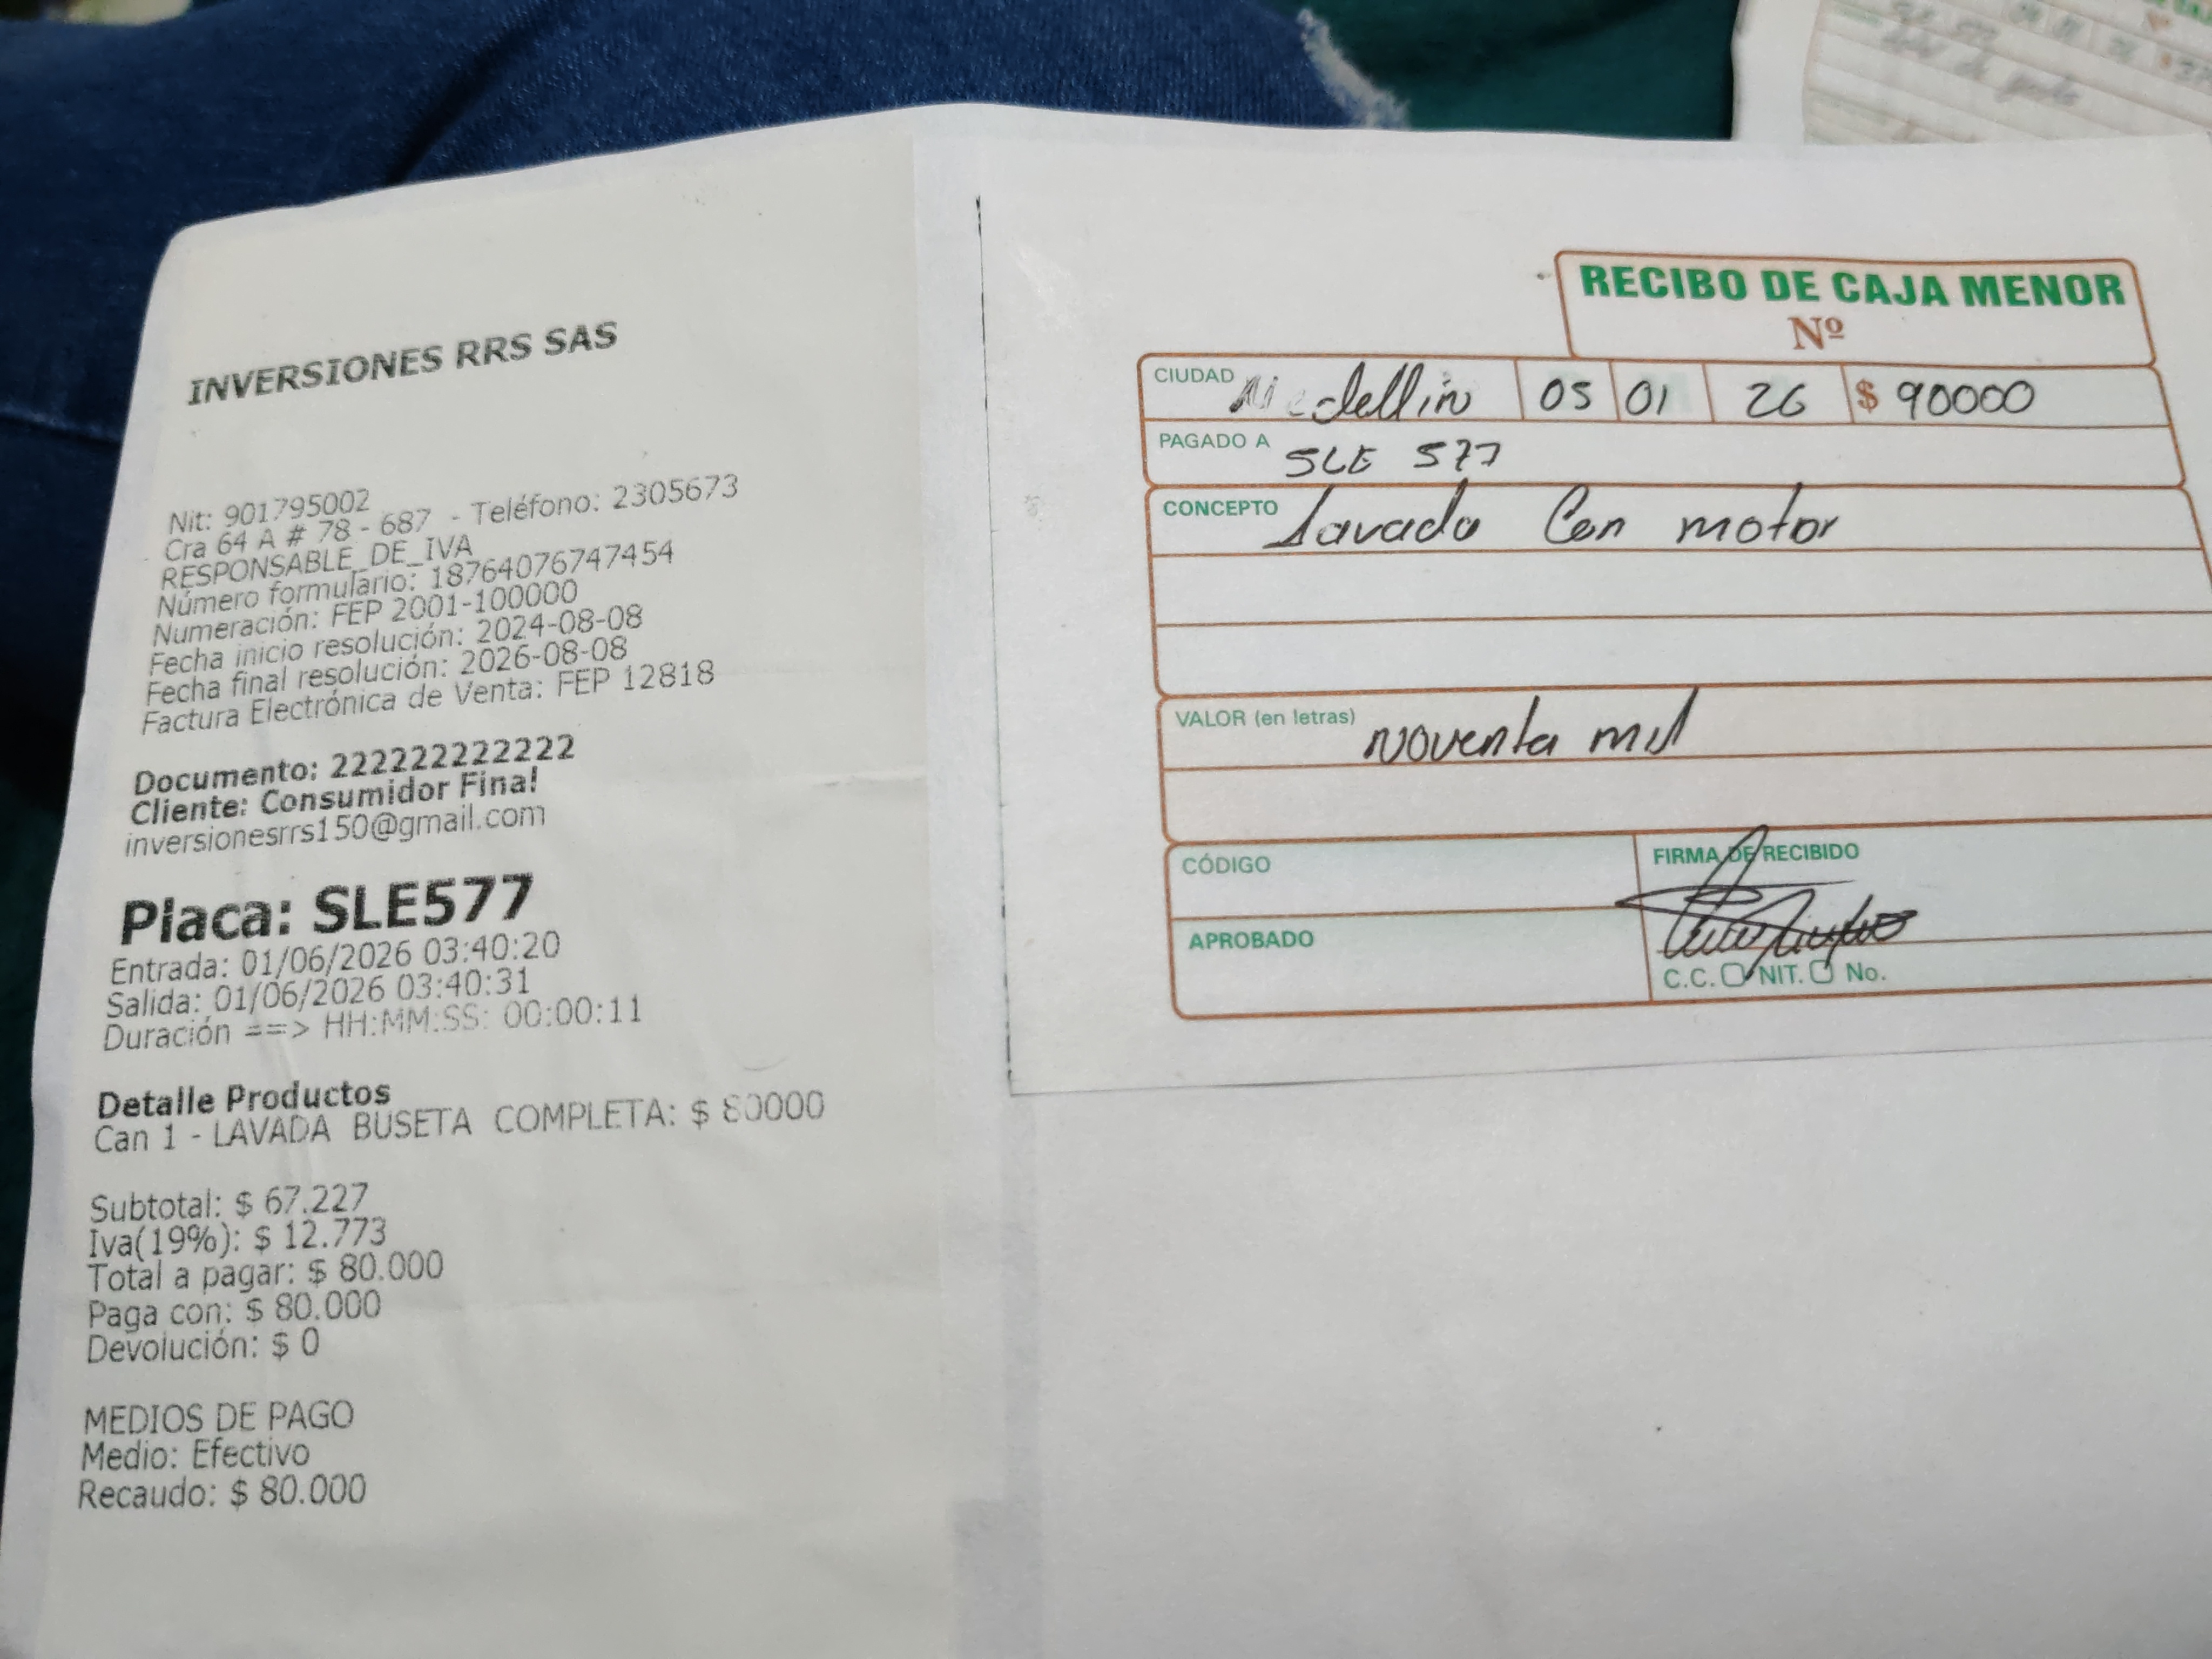 INVERSIONES RRS SAS
Nit: 901795002
Cra 64 A # 78 - 687 - Teléfono: 2305673
RESPONSABLE_DE_IVA
Número formulario: 18764076747454
Numeración: FEP 2001-100000
Fecha inicio resolución: 2024-08-08
Fecha final resolución: 2026-08-08
Factura Electrónica de Venta: FEP 12818
Documento: 222222222222
Cliente: Consumidor Final
inversionesrrs150@gmail.com
Placa: SLE577
Entrada: 01/06/2026 03:40:20
Salida: 01/06/2026 03:40:31
Duración ==> HH:MM:SS: 00:00:11
Detalle Productos
Can 1 - LAVADA BUSETA COMPLETA: $ 80000
Subtotal: $ 67.227
Iva(19%): $ 12.773
Total a pagar: $ 80.000
Paga con: $ 80.000
Devolución: $ 0
MEDIOS DE PAGO
Medio: Efectivo
Recaudo: $ 80.000
RECIBO DE CAJA MENOR
Nº
CIUDAD Medellin 05 01 26 $ 90000
PAGADO A SLE 577
CONCEPTO Lavado Con motor
VALOR (en letras) noventa mil
CÓDIGO
FIRMA DE RECIBIDO
APROBADO
C.C. NIT. No.